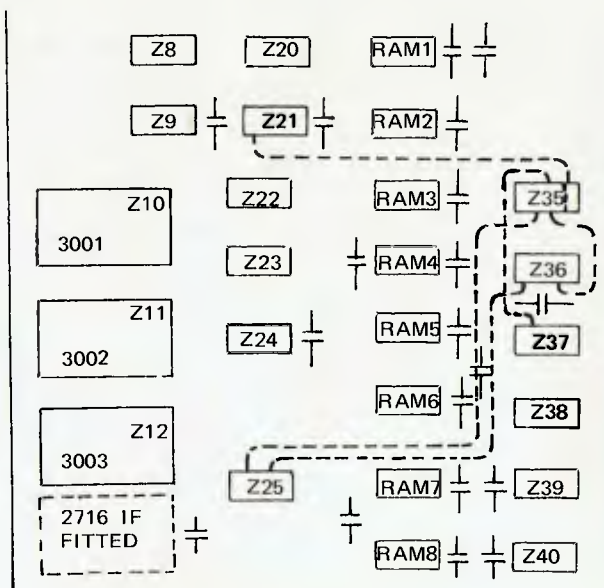 Z8 Z20 RAM1
Z9 Z21 RAM2
Z10 Z22 RAM3 Z35
3001
Z23 RAM4 Z36
Z11
3002 Z24 RAM5 Z37
RAM6 Z38
Z12
3003
Z25 RAM7 Z39
2716 IF
FITTED
RAM8 Z40